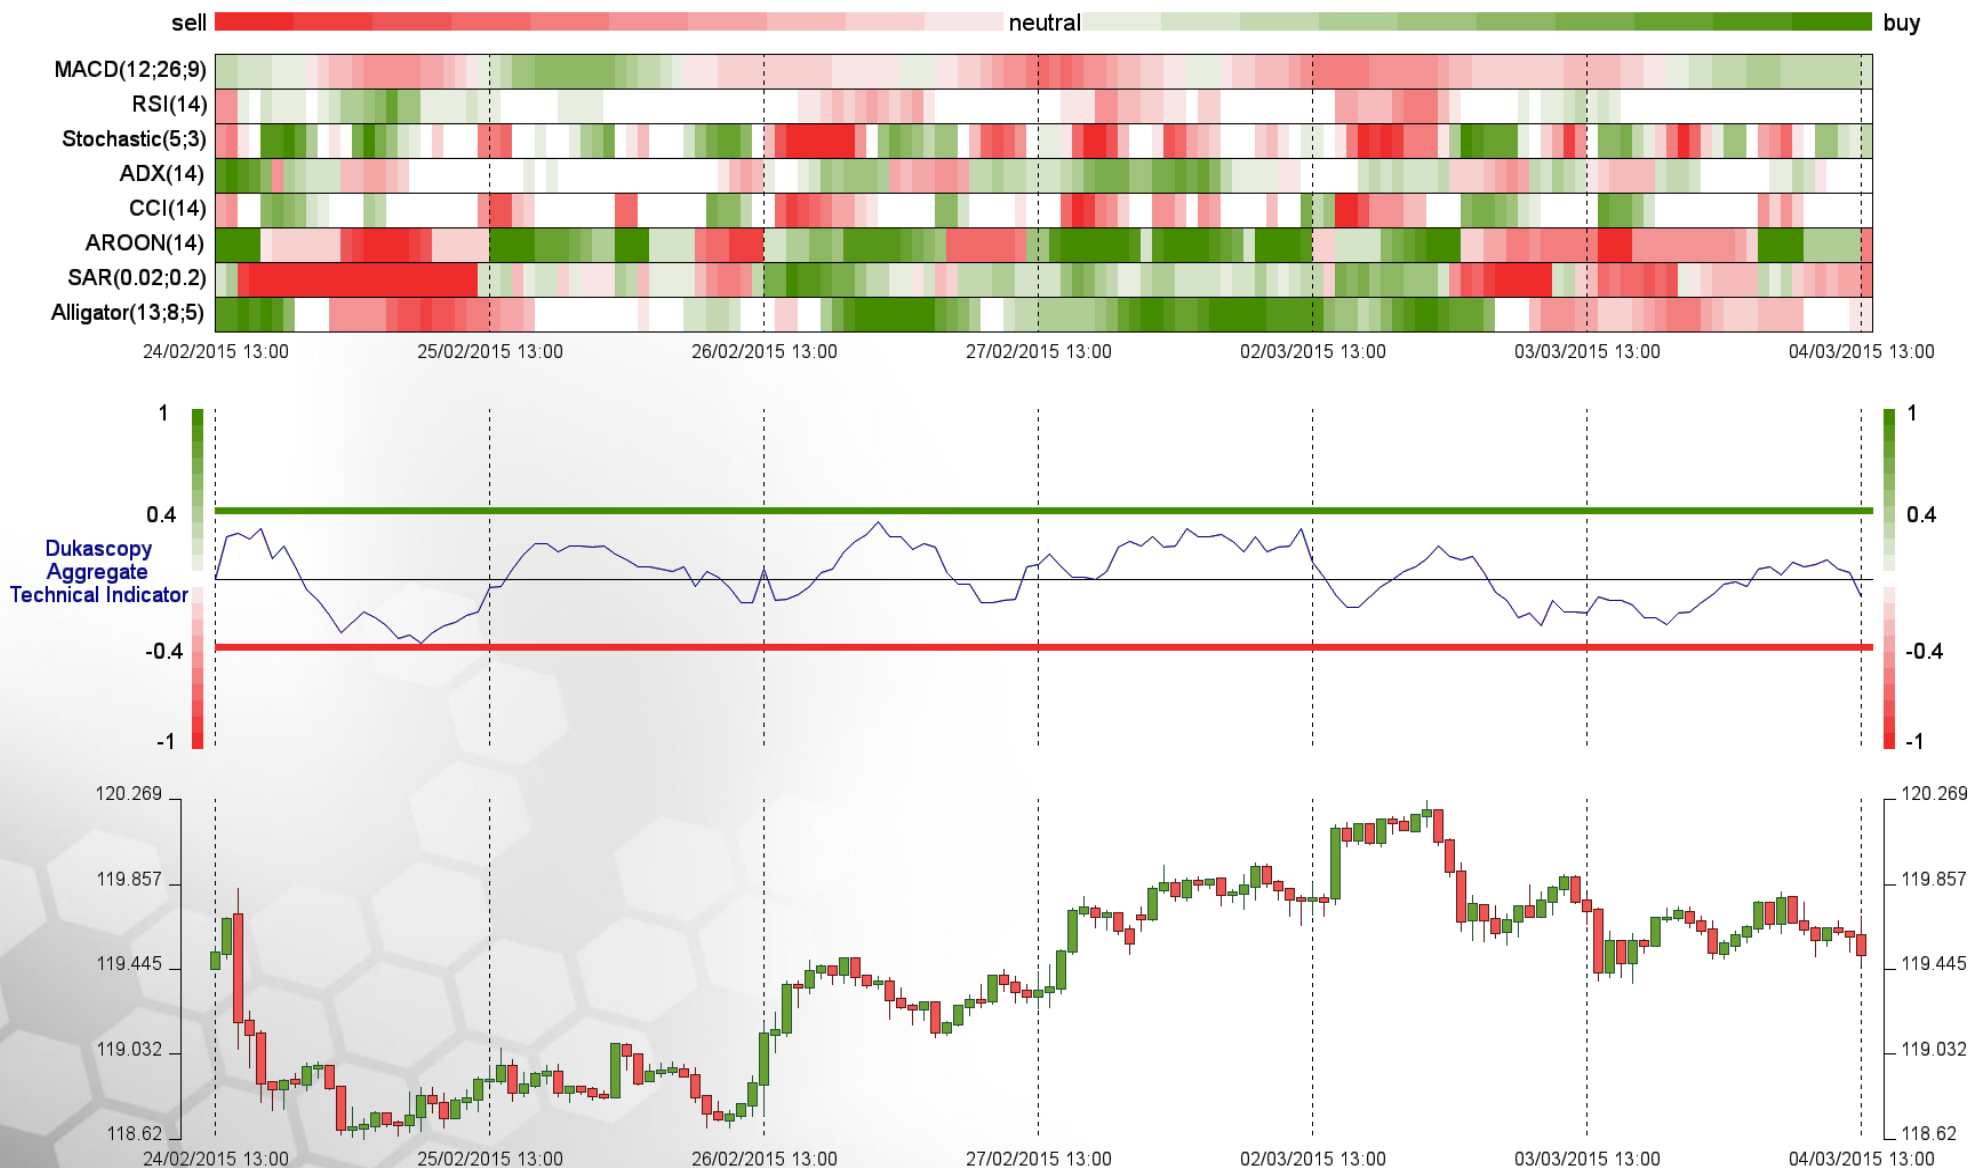 sell neutral buy
MACD(12;26;9)
RSI(14)
Stochastic(5;3)
ADX(14)
CCI(14)
AROON(14)
SAR(0.02;0.2)
Alligator(13;8;5)
24/02/2015 13:00 25/02/2015 13:00 26/02/2015 13:00 27/02/2015 13:00 02/03/2015 13:00 03/03/2015 13:00 04/03/2015 13:00
1 1
0.4 0.4
Dukascopy
Aggregate
Technical Indicator
-0.4 -0.4
-1 -1
120.269 120.269
119.857 119.857
119.445 119.445
119.032 119.032
118.62 118.62
24/02/2015 13:00 25/02/2015 13:00 26/02/2015 13:00 27/02/2015 13:00 02/03/2015 13:00 03/03/2015 13:00 04/03/2015 13:00